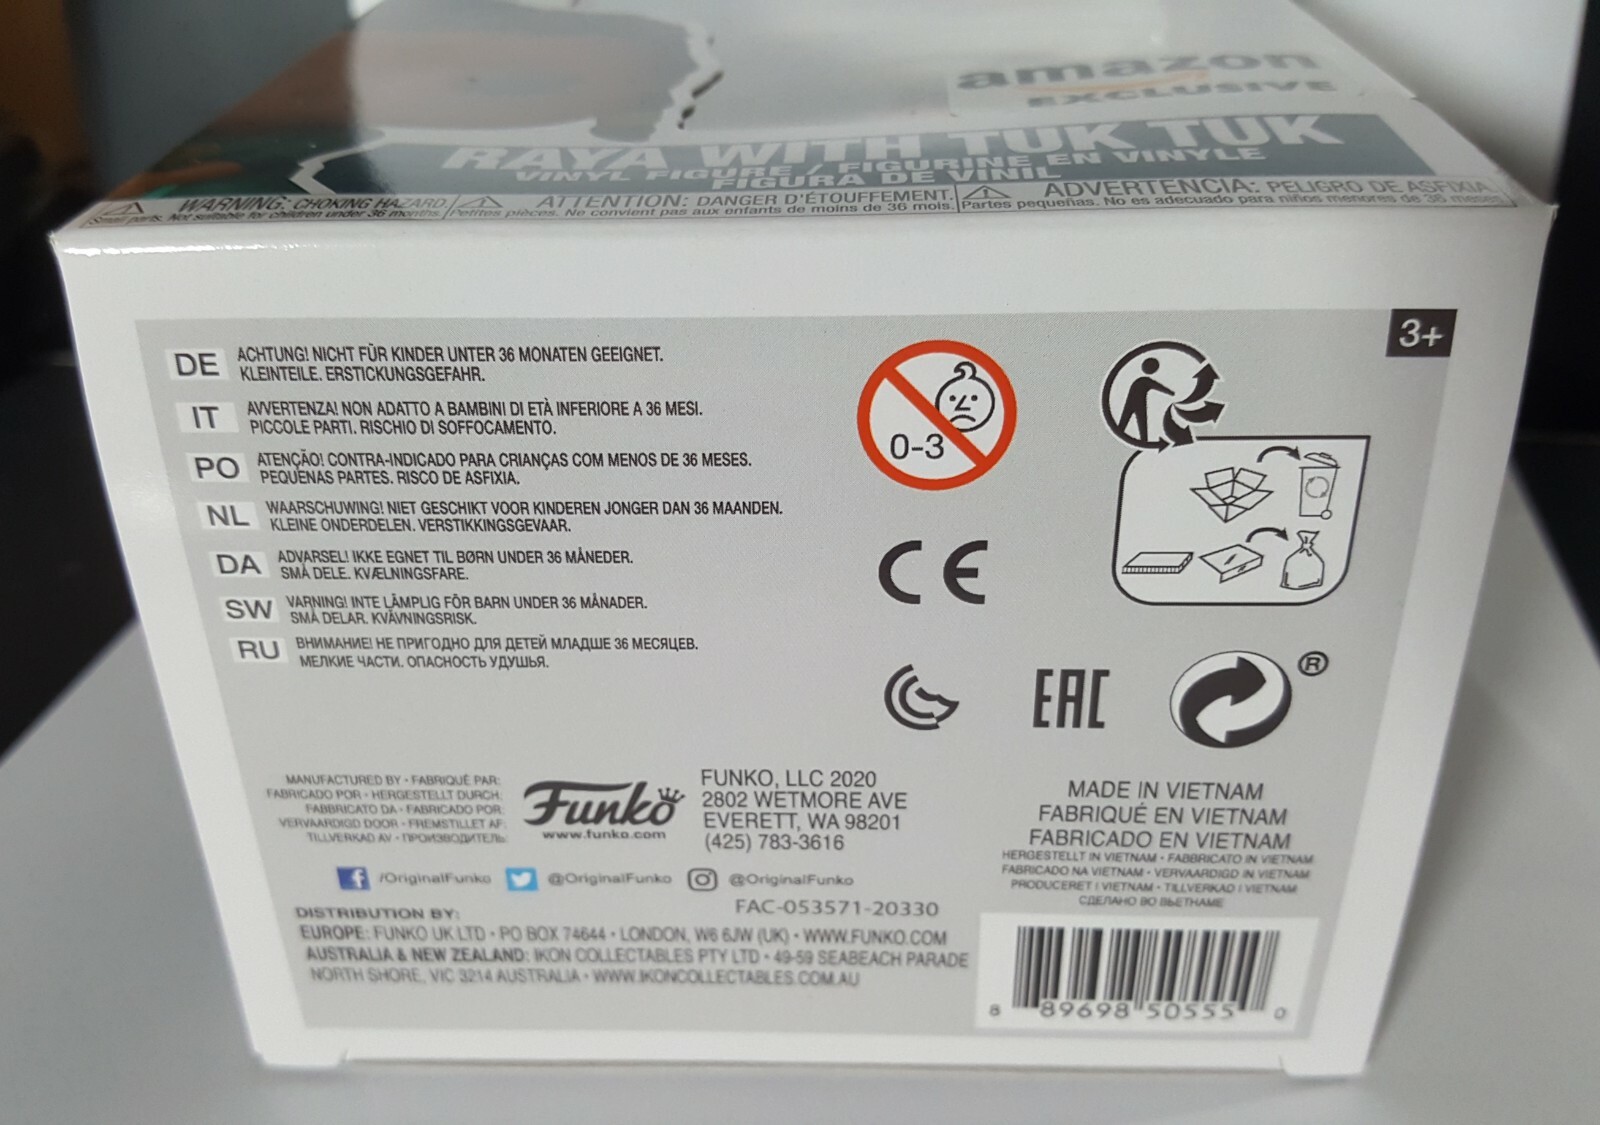 amazon
EXCLUSIVE
RAYA WITH TUK TUK
VINYL FIGURE / FIGURINE EN VINYLE
FIGURA DE VINIL
WARNING: CHOKING HAZARD.
Small parts. Not suitable for children under 36 months.
ATTENTION: DANGER D'ÉTOUFFEMENT.
Petites pièces. Ne convient pas aux enfants de moins de 36 mois.
ADVERTENCIA: PELIGRO DE ASFIXIA
Partes pequeñas. No es adecuado para niños menores de 36 meses
3+
DE ACHTUNG! NICHT FÜR KINDER UNTER 36 MONATEN GEEIGNET.
KLEINTEILE. ERSTICKUNGSGEFAHR.
IT AVVERTENZA! NON ADATTO A BAMBINI DI ETÀ INFERIORE A 36 MESI.
PICCOLE PARTI. RISCHIO DI SOFFOCAMENTO.
PO ATENÇÃO! CONTRA-INDICADO PARA CRIANÇAS COM MENOS DE 36 MESES.
PEQUENAS PARTES. RISCO DE ASFIXIA.
NL WAARSCHUWING! NIET GESCHIKT VOOR KINDEREN JONGER DAN 36 MAANDEN.
KLEINE ONDERDELEN. VERSTIKKINGSGEVAAR.
DA ADVARSEL! IKKE EGNET TIL BØRN UNDER 36 MÅNEDER.
SMÅ DELE. KVÆLNINGSFARE.
SW VARNING! INTE LÄMPLIG FÖR BARN UNDER 36 MÅNADER.
SMÅ DELAR. KVÄVNINGSRISK.
RU ВНИМАНИЕ! НЕ ПРИГОДНО ДЛЯ ДЕТЕЙ МЛАДШЕ 36 МЕСЯЦЕВ.
МЕЛКИЕ ЧАСТИ. ОПАСНОСТЬ УДУШЬЯ.
0-3
CE
EAC
®
MANUFACTURED BY • FABRIQUÉ PAR:
FABRICADO POR • HERGESTELLT DURCH:
FABBRICATO DA • FABRICADO POR:
VERVAARDIGD DOOR • FREMSTILLET AF:
TILLVERKAD AV • ПРОИЗВОДИТЕЛЬ:
Funko
www.funko.com
FUNKO, LLC 2020
2802 WETMORE AVE
EVERETT, WA 98201
(425) 783-3616
/OriginalFunko @OriginalFunko @OriginalFunko
FAC-053571-20330
DISTRIBUTION BY:
EUROPE: FUNKO UK LTD • PO BOX 74644 • LONDON, W6 6JW (UK) • WWW.FUNKO.COM
AUSTRALIA & NEW ZEALAND: IKON COLLECTABLES PTY LTD • 49-59 SEABEACH PARADE
NORTH SHORE, VIC 3214 AUSTRALIA • WWW.IKONCOLLECTABLES.COM.AU
MADE IN VIETNAM
FABRIQUÉ EN VIETNAM
FABRICADO EN VIETNAM
HERGESTELLT IN VIETNAM • FABBRICATO IN VIETNAM
FABRICADO NA VIETNAM • VERVAARDIGD IN VIETNAM
PRODUCERET I VIETNAM • TILLVERKAD I VIETNAM
СДЕЛАНО ВО ВЬЕТНАМЕ
8 89698 50555 0